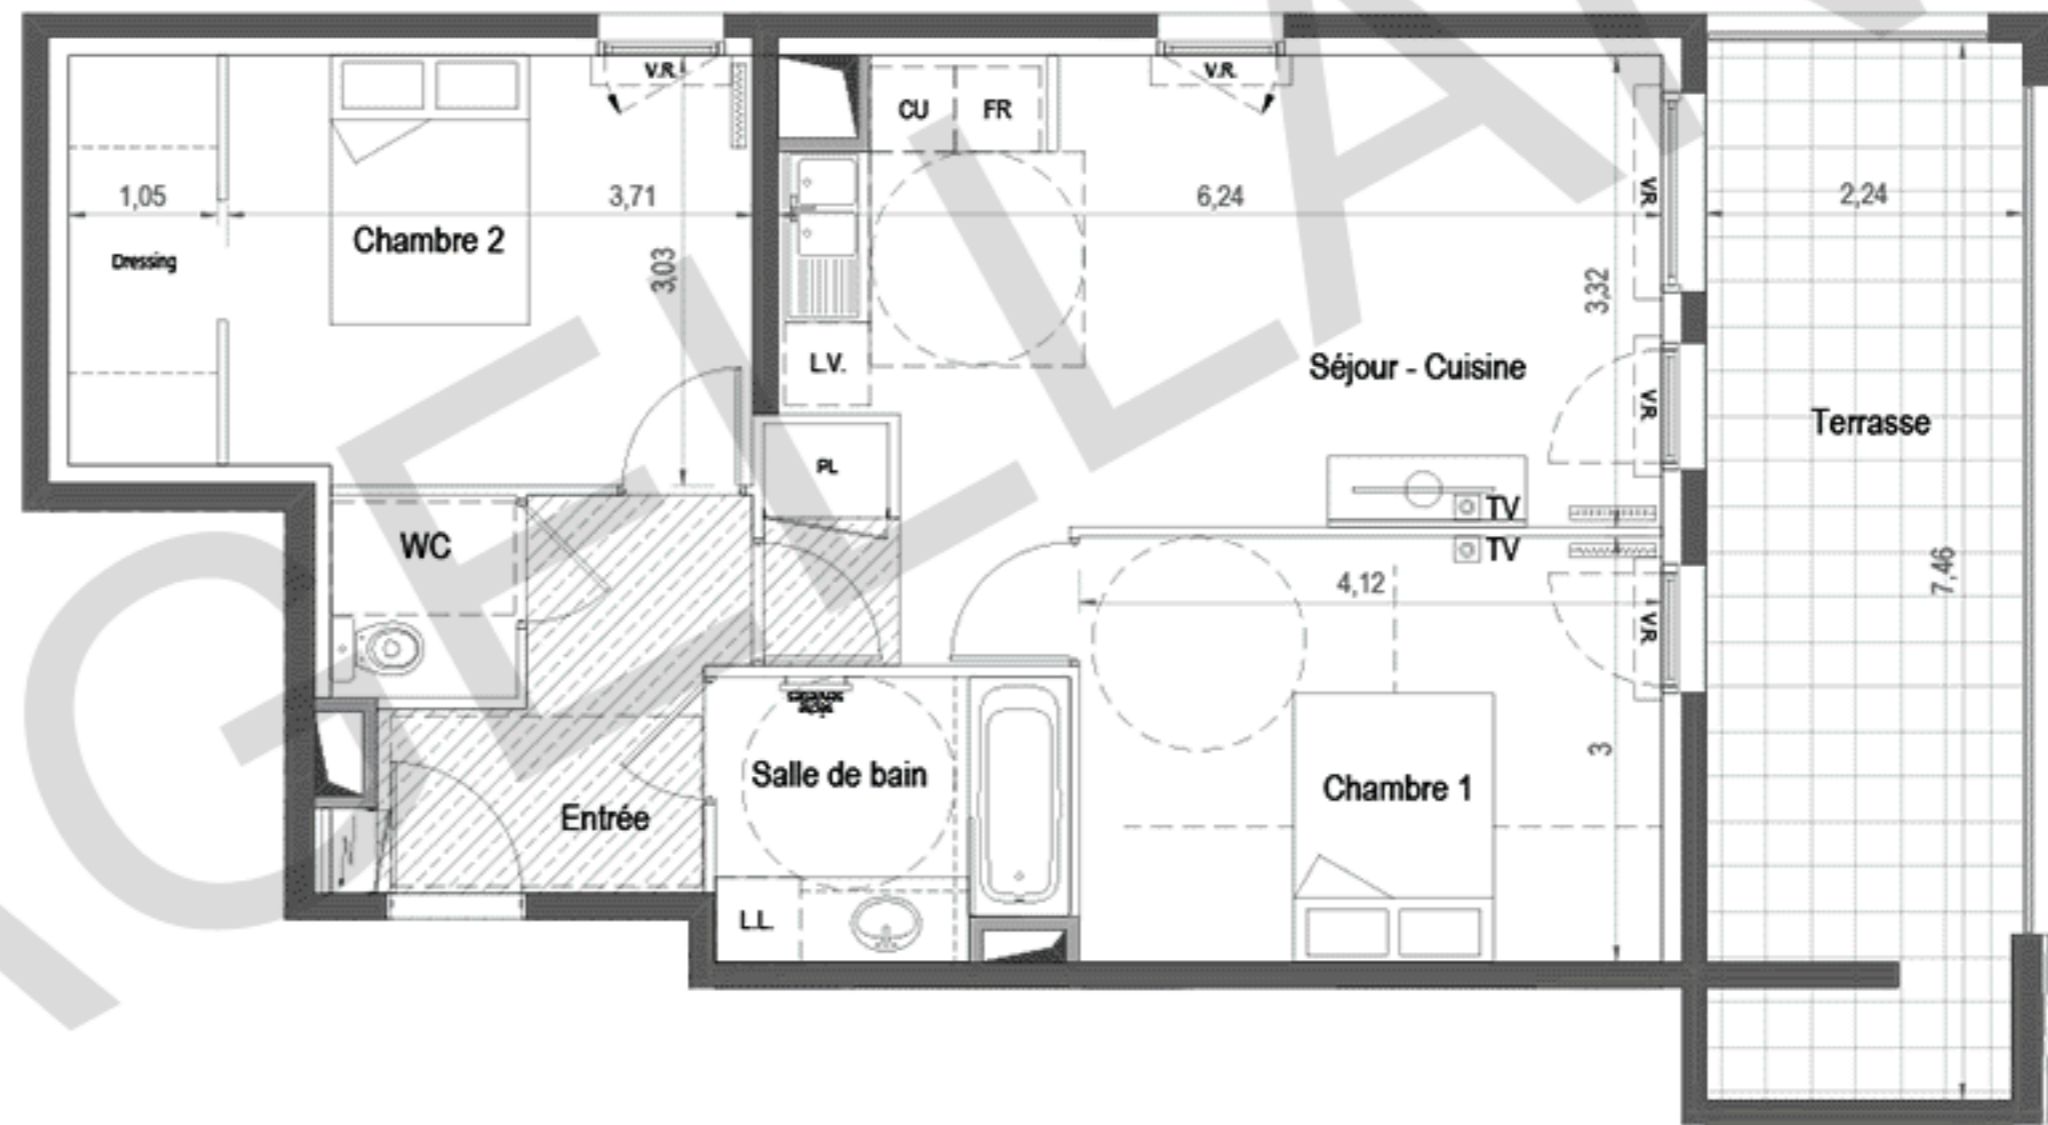 V.R.
V.R.
CU
FR
1,05
3,71
6,24
2,24
V.R.
Chambre 2
Dressing
3,03
3,32
L.V.
Séjour - Cuisine
V.R.
Terrasse
PL
TV
WC
TV
4,12
7,46
V.R.
3
Salle de bain
Chambre 1
Entrée
L.L.